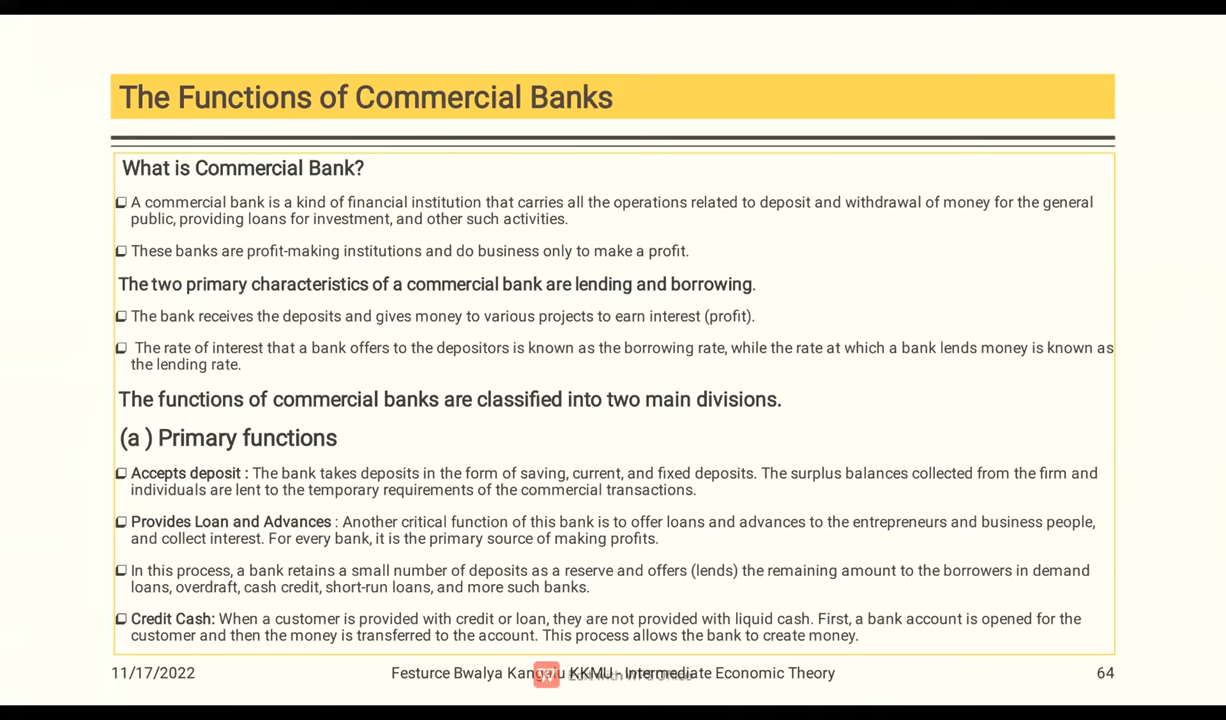 The Functions of Commercial Banks
What is Commercial Bank?
A commercial bank is a kind of financial institution that carries all the operations related to deposit and withdrawal of money for the general
public, providing loans for investment, and other such activities.
These banks are profit-making institutions and do business only to make a profit.
The two primary characteristics of a commercial bank are lending and borrowing.
The bank receives the deposits and gives money to various projects to earn interest (profit).
The rate of interest that a bank offers to the depositors is known as the borrowing rate, while the rate at which a bank lends money is known as
the lending rate.
The functions of commercial banks are classified into two main divisions.
(a ) Primary functions
Accepts deposit : The bank takes deposits in the form of saving, current, and fixed deposits. The surplus balances collected from the firm and
individuals are lent to the temporary requirements of the commercial transactions.
Provides Loan and Advances : Another critical function of this bank is to offer loans and advances to the entrepreneurs and business people,
and collect interest. For every bank, it is the primary source of making profits.
In this process, a bank retains a small number of deposits as a reserve and offers (lends) the remaining amount to the borrowers in demand
loans, overdraft, cash credit, short-run loans, and more such banks.
Credit Cash: When a customer is provided with credit or loan, they are not provided with liquid cash. First, a bank account is opened for the
customer and then the money is transferred to the account. This process allows the bank to create money.
11/17/2022 Festurce Bwalya KKMU - Intermediate Economic Theory 64